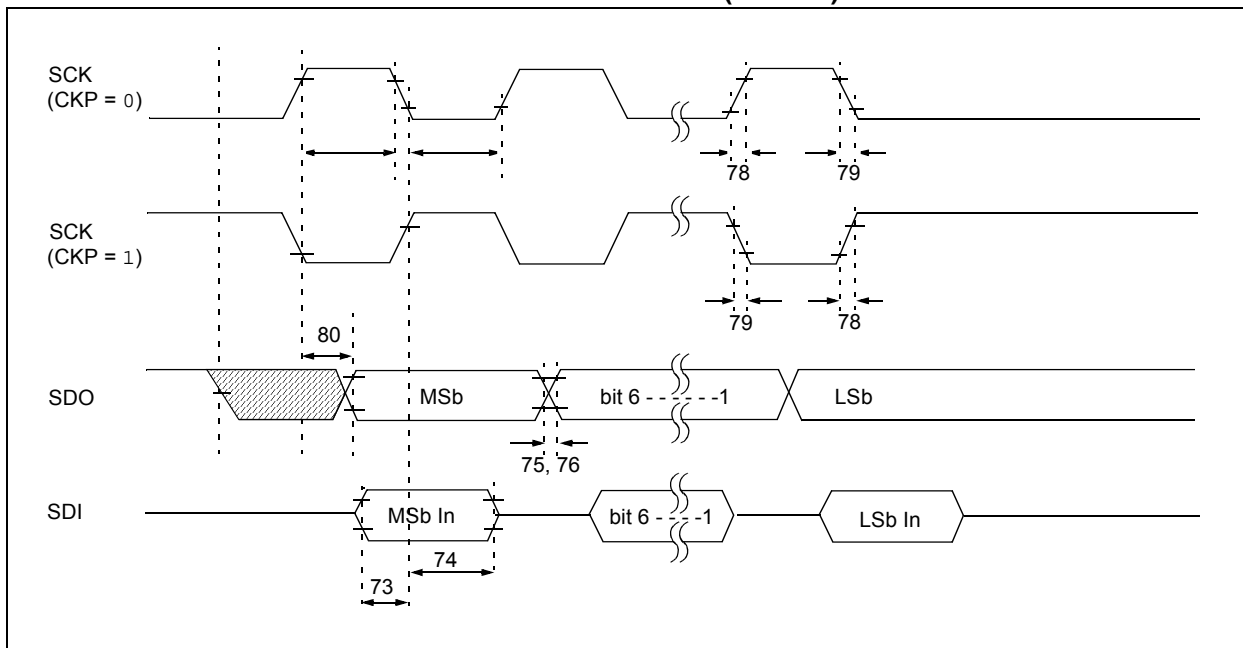 SCK
(CKP = 0)
78
79
SCK
(CKP = 1)
79
78
80
SDO
MSb
bit 6 - - - - - -1
LSb
75, 76
SDI
MSb In
bit 6 - - - -1
LSb In
74
73